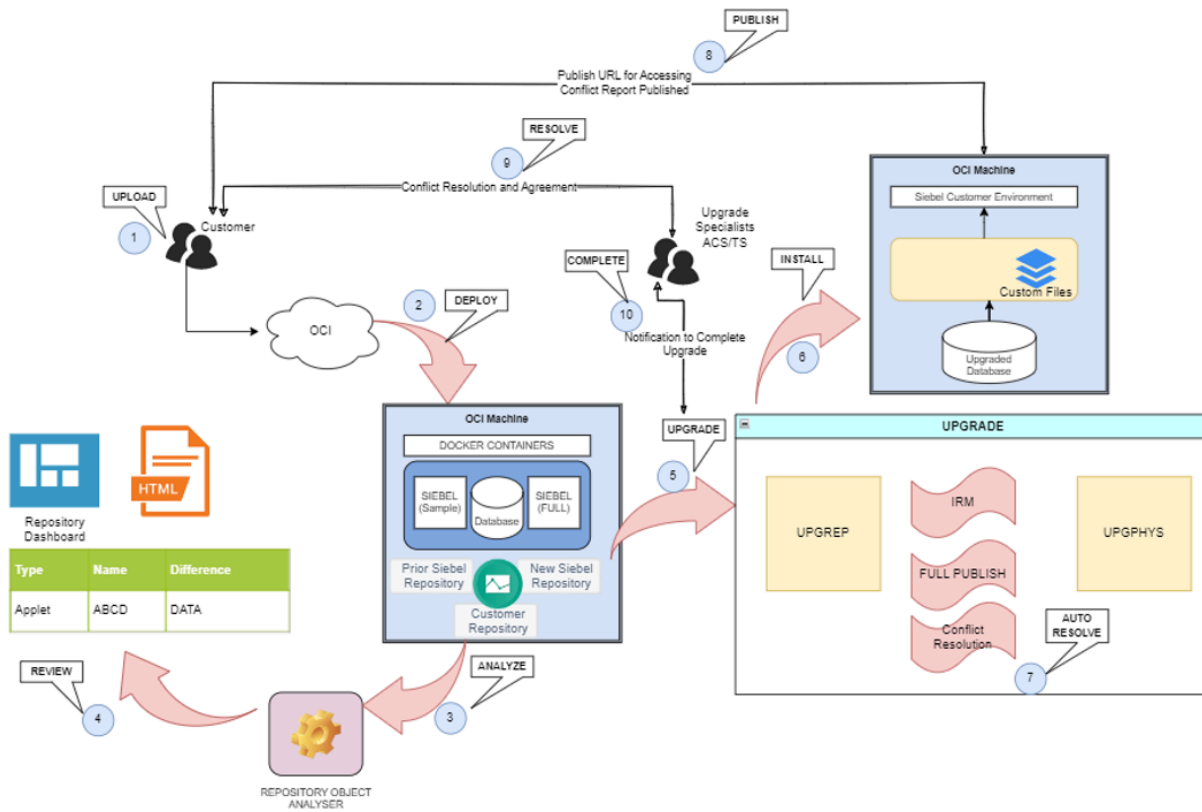 PUBLISH
8
Publish URL for Accessing
Conflict Report Published
RESOLVE
9
Conflict Resolution and Agreement
UPLOAD
1
Customer
Upgrade
Specialists
ACS/TS
COMPLETE
10
Notification to Complete
Upgrade
INSTALL
6
OCI Machine
Siebel Customer Environment
Custom Files
Upgraded
Database
OCI
2
DEPLOY
OCI Machine
DOCKER CONTAINERS
SIEBEL
(Sample)
Database
SIEBEL
(FULL)
Prior Siebel
Repository
New Siebel
Repository
Customer
Repository
UPGRADE
5
UPGRADE
UPGREP
IRM
FULL PUBLISH
Conflict
Resolution
UPGPHYS
AUTO
RESOLVE
7
HTML
Repository
Dashboard
Type Name Difference
Applet ABCD DATA
REVIEW
4
ANALYZE
3
REPOSITORY OBJECT
ANALYSER